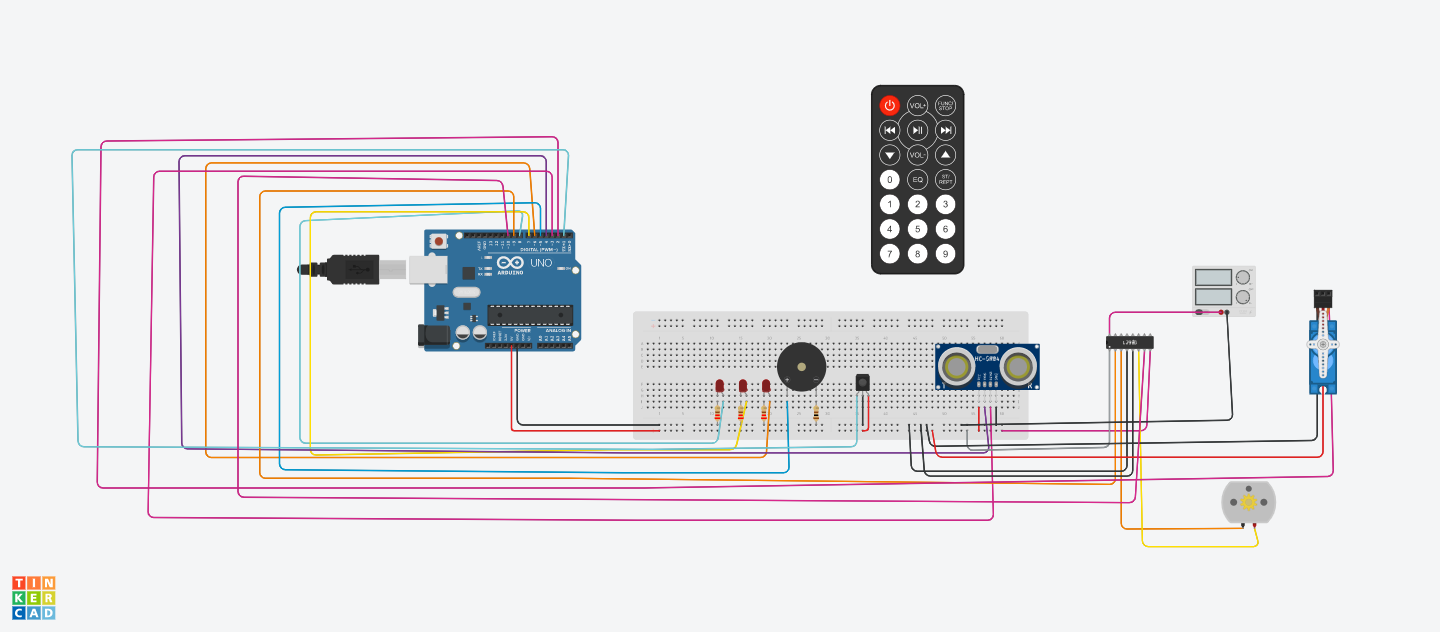 VOL+
FUNC/
STOP
VOL-
0
EQ
ST/
REPT
1
2
3
4
5
6
7
8
9
DIGITAL (PWM~)
UNO
ARDUINO
POWER
ANALOG IN
HC-SR04
L293D
TIN
KER
CAD